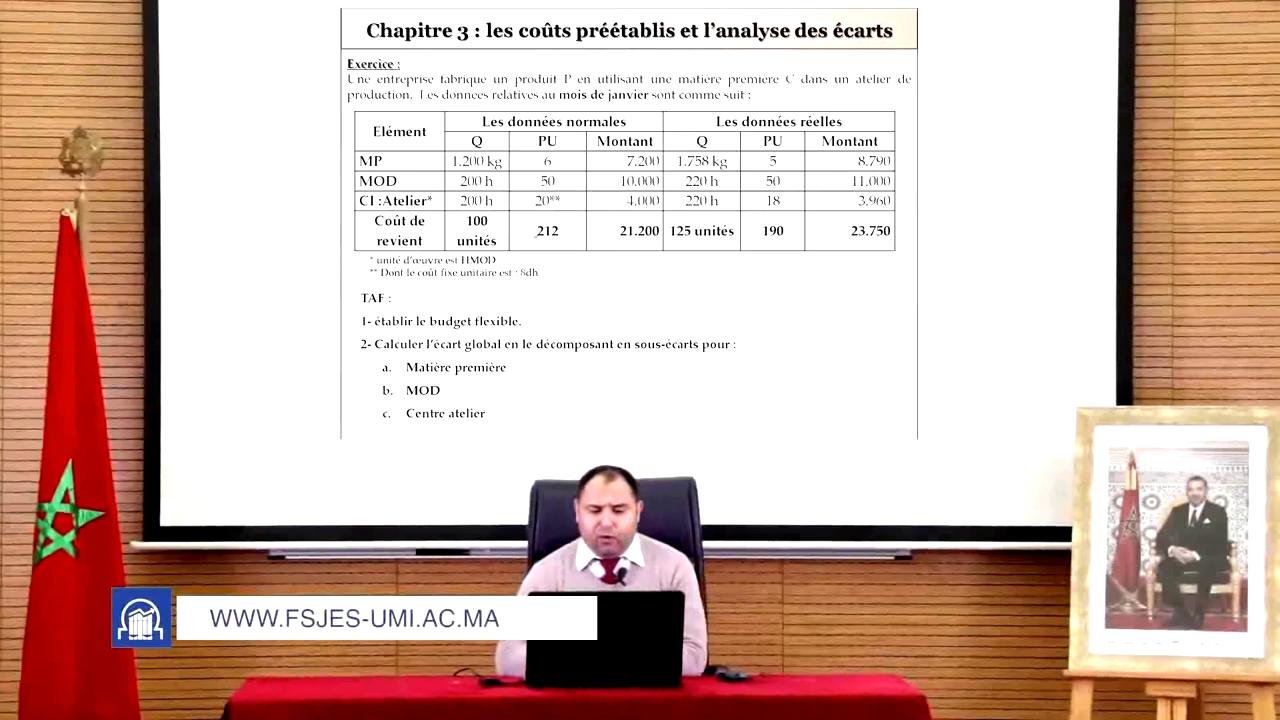 Chapitre 3 : les coûts préétablis et l'analyse des écarts
Exercice :
Une entreprise fabrique un produit P en utilisant une matière première C dans un atelier de
production. Les données relatives au mois de janvier sont comme suit :
Elément Les données normales Les données réelles
Q PU Montant Q PU Montant
MP 1.200 kg 6 7.200 1.758 kg 5 8.790
MOD 200 h 50 10.000 220 h 50 11.000
CI :Atelier* 200 h 20** 4.000 220 h 18 3.960
Coût de revient 100 unités 212 21.200 125 unités 190 23.750
* unité d'œuvre est HMOD
** Dont le coût fixe unitaire est : 8dh
TAF :
1- établir le budget flexible.
2- Calculer l'écart global en le décomposant en sous-écarts pour :
a. Matière première
b. MOD
c. Centre atelier
WWW.FSJES-UMI.AC.MA